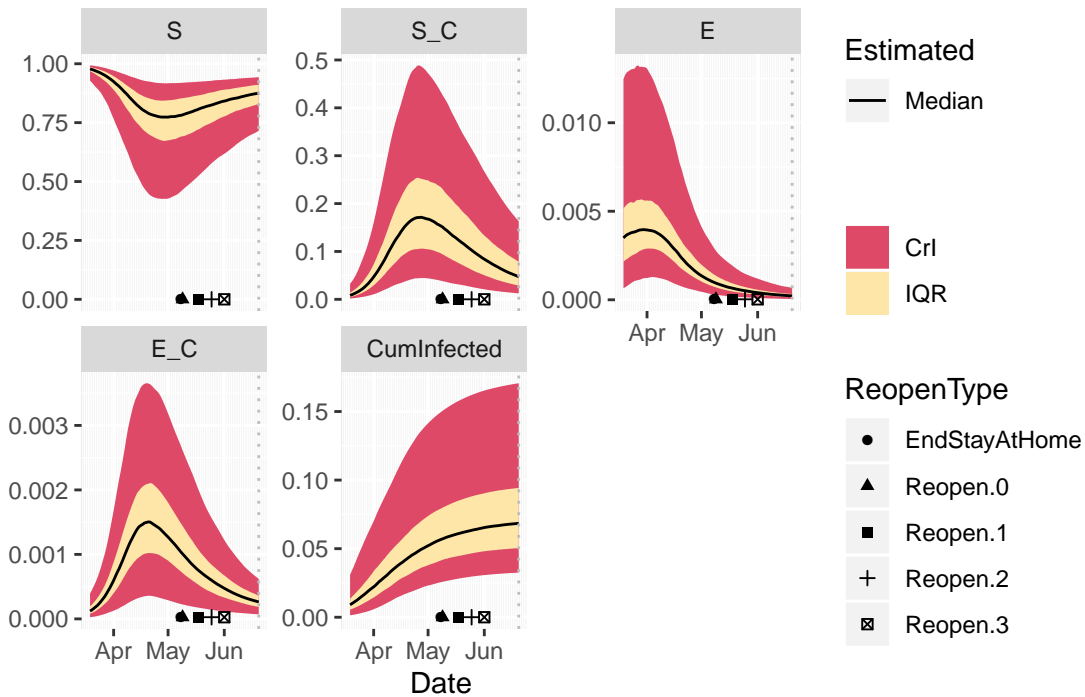 S
S_C
E
1.00
0.75
0.50
0.25
0.00
0.5
0.4
0.3
0.2
0.1
0.0
0.010
0.005
0.000
Apr May Jun
E_C
CumInfected
0.003
0.002
0.001
0.000
0.15
0.10
0.05
0.00
Apr May Jun
Apr May Jun
Date
Estimated
Median
CrI
IQR
ReopenType
EndStayAtHome
Reopen.0
Reopen.1
Reopen.2
Reopen.3